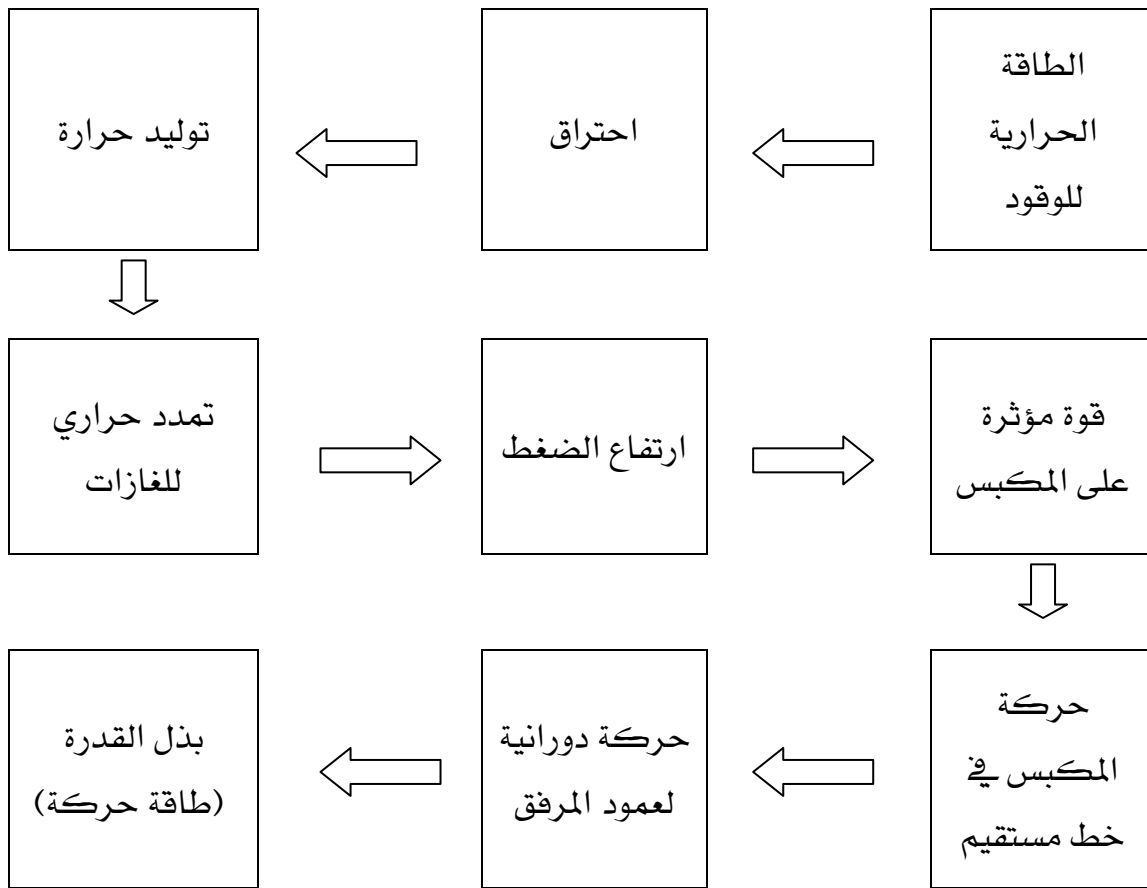 الطاقة
الحرارية
للوقود
احتراق
توليد حرارة
تمدد حراري
للغازات
ارتفاع الضغط
قوة مؤثرة
على المكبس
حركة
المكبس في
خط مستقيم
حركة دورانية
لعمود المرفق
بذل القدرة
(طاقة حركة)